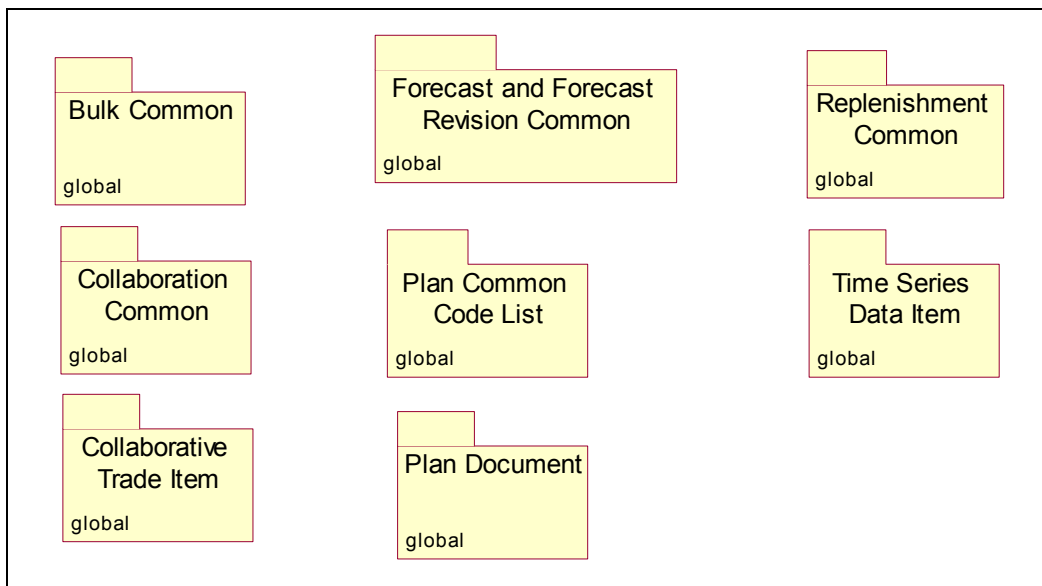 Bulk Common
global
Forecast and Forecast
Revision Common
global
Replenishment
Common
global
Collaboration
Common
global
Plan Common
Code List
global
Time Series
Data Item
global
Collaborative
Trade Item
global
Plan Document
global